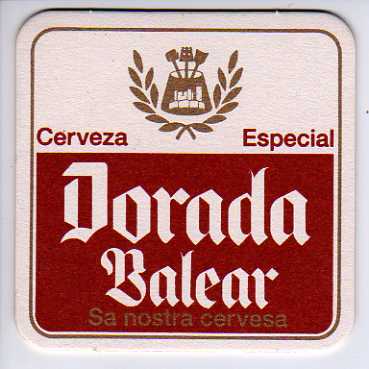 Cerveza Especial
Dorada
Balear
Sa nostra cervesa